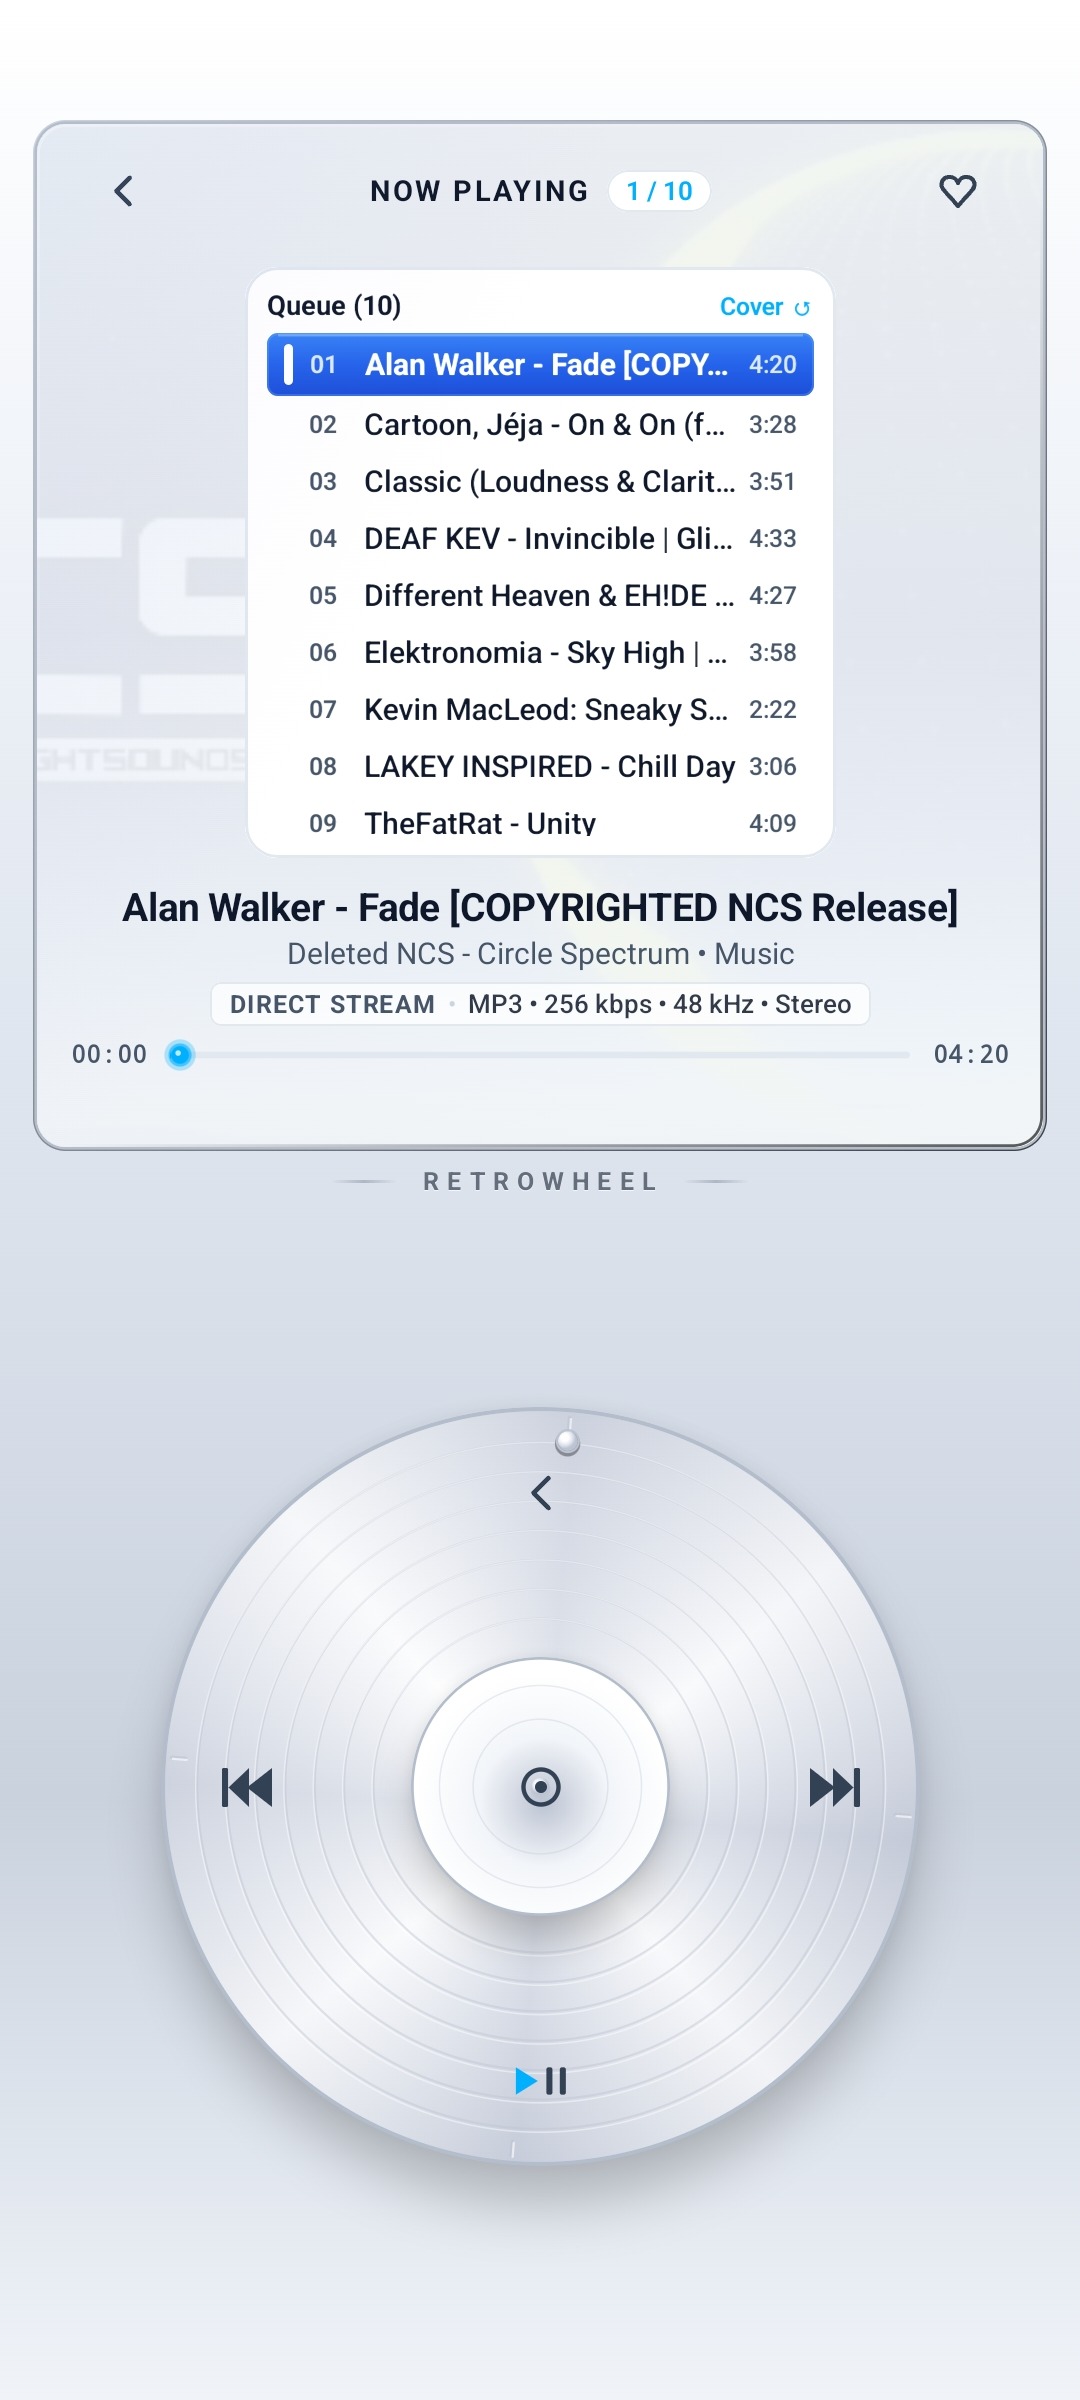 NOW PLAYING 1 / 10
Queue (10) Cover ↺
01 Alan Walker - Fade [COPY... 4:20
02 Cartoon, Jéja - On & On (f... 3:28
03 Classic (Loudness & Clarit... 3:51
04 DEAF KEV - Invincible | Gli... 4:33
05 Different Heaven & EH!DE ... 4:27
06 Elektronomia - Sky High | ... 3:58
07 Kevin MacLeod: Sneaky S... 2:22
08 LAKEY INSPIRED - Chill Day 3:06
09 TheFatRat - Unity 4:09
CS
GHTSOUNDS
Alan Walker - Fade [COPYRIGHTED NCS Release]
Deleted NCS - Circle Spectrum • Music
DIRECT STREAM • MP3 • 256 kbps • 48 kHz • Stereo
00:00 04:20
RETROWHEEL